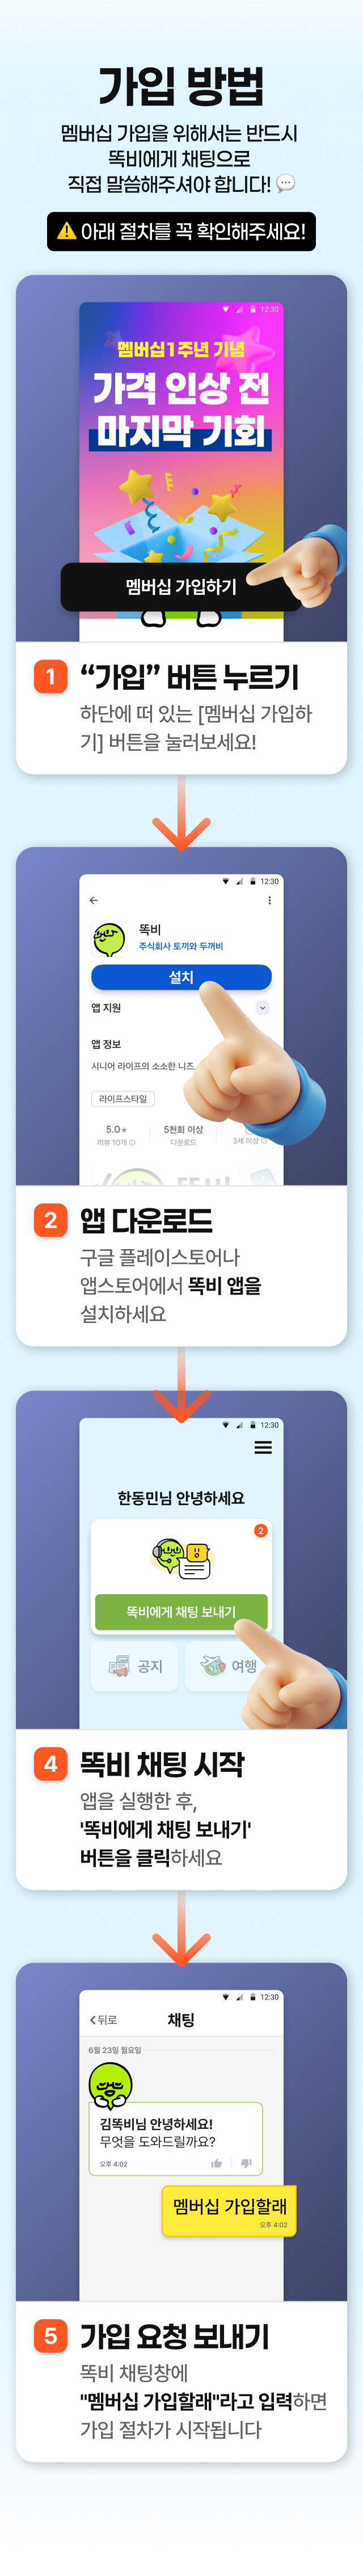 가입 방법
멤버십 가입을 위해서는 반드시
똑비에게 채팅으로
직접 말씀해주셔야 합니다!
아래 절차를 꼭 확인해주세요!
12:30
멤버십 1주년 기념
가격 인상 전
마지막 기회
멤버십 가입하기
1 “가입” 버튼 누르기
하단에 떠 있는 [멤버십 가입하
기] 버튼을 눌러보세요!
12:30
똑비
주식회사 토끼와 두꺼비
설치
앱 지원
앱 정보
시니어 라이프의 소소한 니즈
라이프스타일
5.0★ 5천회 이상
리뷰 10개 다운로드 3세 이상
똑비
2 앱 다운로드
구글 플레이스토어나
앱스토어에서 똑비 앱을
설치하세요
12:30
한동민님 안녕하세요
2
똑비에게 채팅 보내기
공지 여행
4 똑비 채팅 시작
앱을 실행한 후,
'똑비에게 채팅 보내기'
버튼을 클릭하세요
12:30
뒤로 채팅
6월 23일 월요일
김똑비님 안녕하세요!
무엇을 도와드릴까요?
오후 4:02
멤버십 가입할래
오후 4:02
5 가입 요청 보내기
똑비 채팅창에
"멤버십 가입할래"라고 입력하면
가입 절차가 시작됩니다